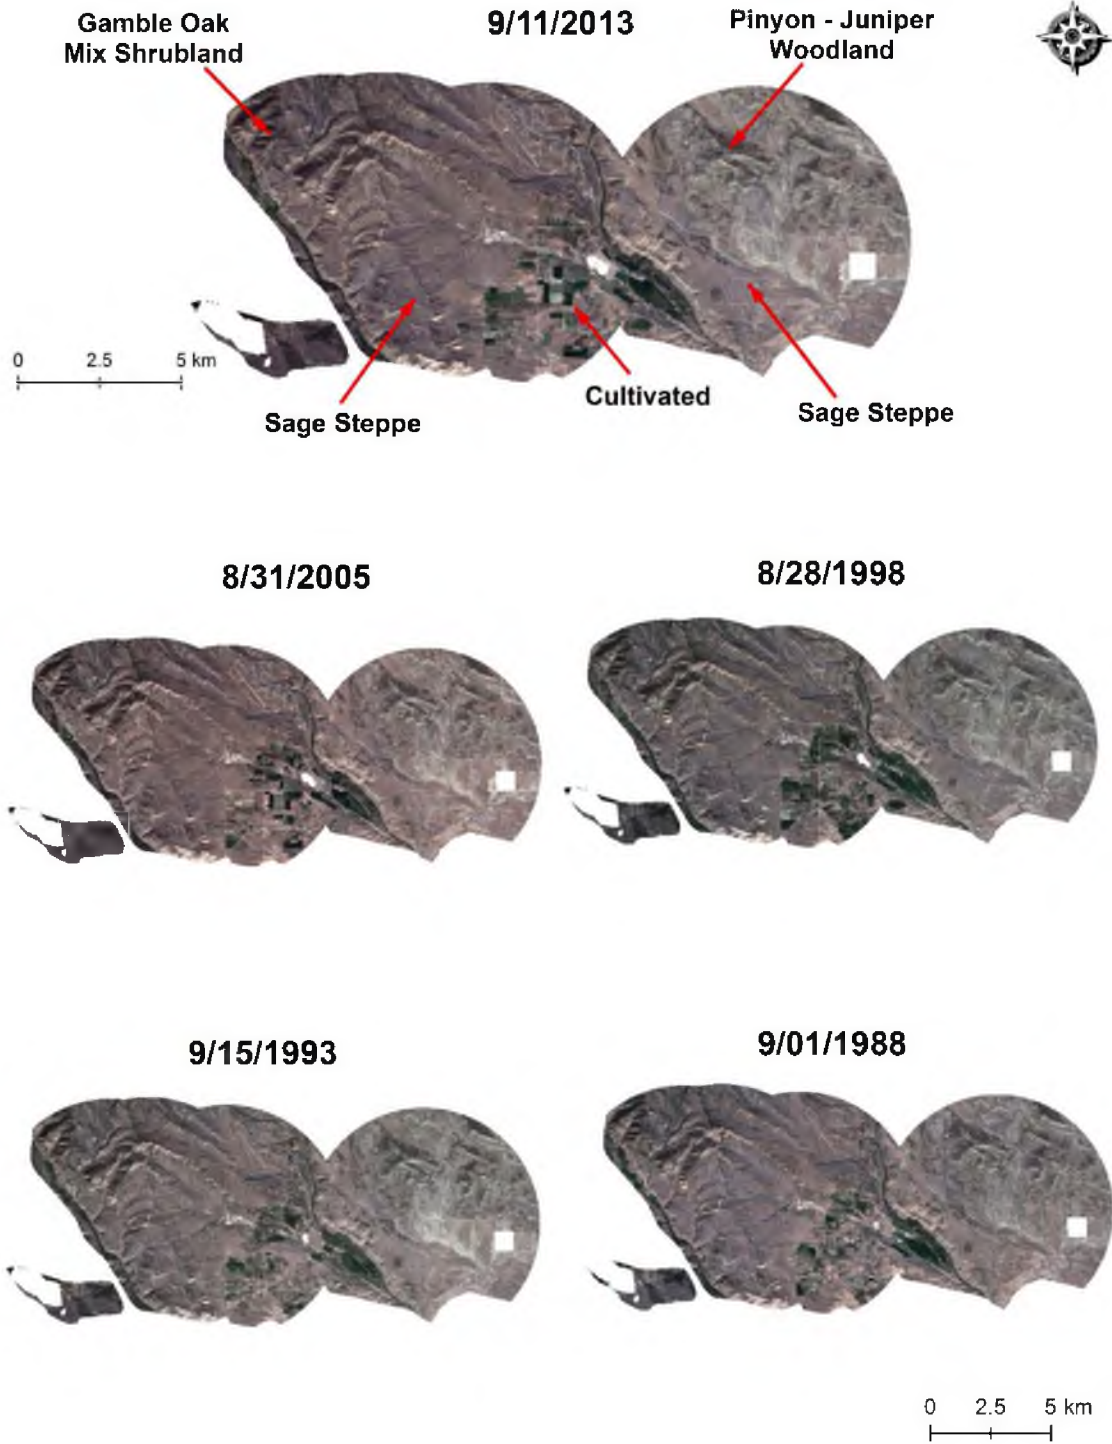 Gamble Oak
Mix Shrubland
9/11/2013
Pinyon - Juniper
Woodland
0 2.5 5 km
Sage Steppe
Cultivated
Sage Steppe
8/31/2005
8/28/1998
9/15/1993
9/01/1988
0 2.5 5 km